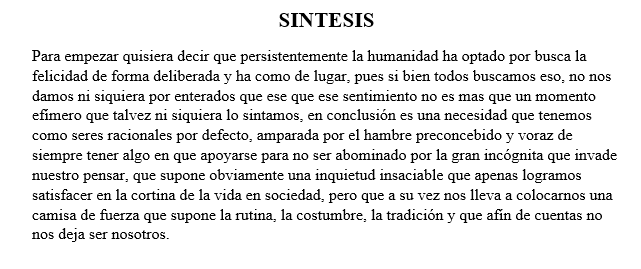 SINTESIS
Para empezar quisiera decir que persistentemente la humanidad ha optado por busca la
felicidad de forma deliberada y ha como de lugar, pues si bien todos buscamos eso, no nos
damos ni siquiera por enterados que ese que ese sentimiento no es mas que un momento
efímero que talvez ni siquiera lo sintamos, en conclusión es una necesidad que tenemos
como seres racionales por defecto, amparada por el hambre preconcebido y voraz de
siempre tener algo en que apoyarse para no ser abominado por la gran incógnita que invade
nuestro pensar, que supone obviamente una inquietud insaciable que apenas logramos
satisfacer en la cortina de la vida en sociedad, pero que a su vez nos lleva a colocarnos una
camisa de fuerza que supone la rutina, la costumbre, la tradición y que afín de cuentas no
nos deja ser nosotros.